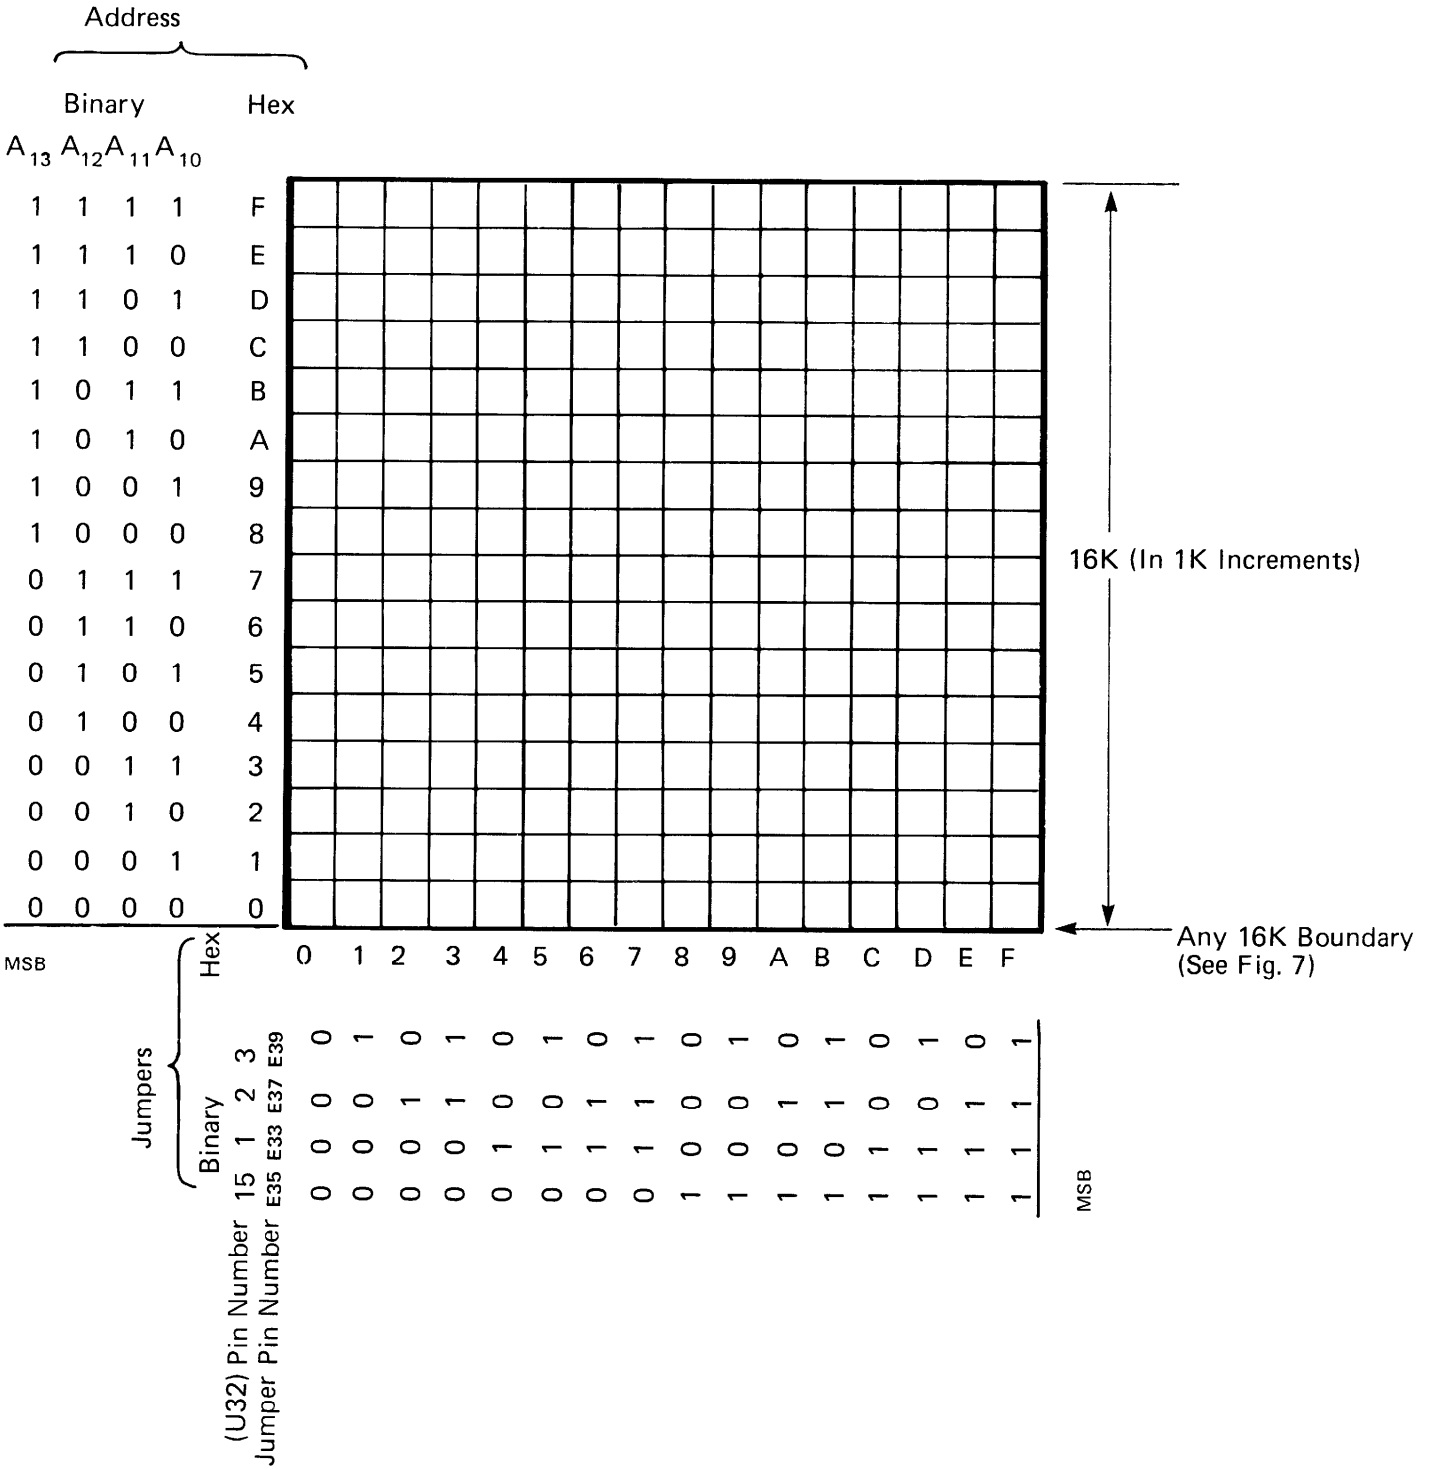 Address
Binary Hex
A13 A12 A11 A10
1 1 1 1 F
1 1 1 0 E
1 1 0 1 D
1 1 0 0 C
1 0 1 1 B
1 0 1 0 A
1 0 0 1 9
1 0 0 0 8
0 1 1 1 7
0 1 1 0 6
0 1 0 1 5
0 1 0 0 4
0 0 1 1 3
0 0 1 0 2
0 0 0 1 1
0 0 0 0 0
16K (In 1K Increments)
Any 16K Boundary
(See Fig. 7)
MSB
Jumpers
Hex
0 1 2 3 4 5 6 7 8 9 A B C D E F
Binary
(U32) Pin Number 15 1 2 3
Jumper Pin Number E35 E33 E37 E39
0 1 0 1 0 1 0 1 0 1 0 1 0 1 0 1
0 0 1 1 0 0 1 1 0 0 1 1 0 0 1 1
0 0 0 0 1 1 1 1 0 0 0 0 1 1 1 1
0 0 0 0 0 0 0 0 1 1 1 1 1 1 1 1
MSB